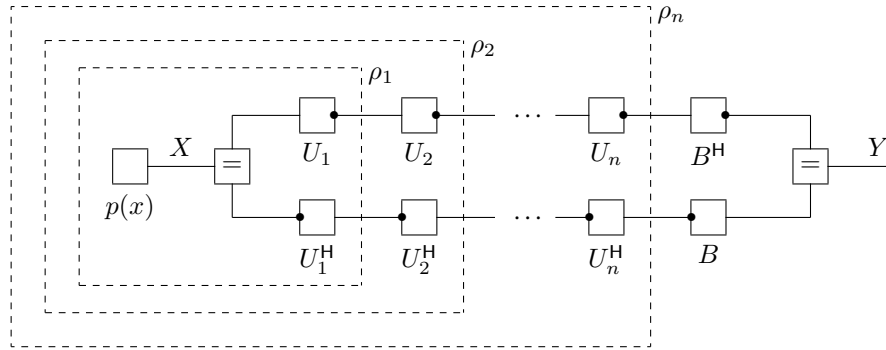 ρₙ
ρ₂
ρ₁
X = ... Y =
U₁ U₂ Uₙ Bᴴ
p(x)
...
U₁ᴴ U₂ᴴ Uₙᴴ B